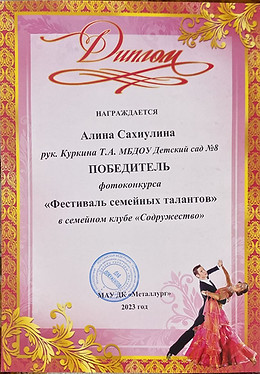 Диплом
НАГРАЖДАЕТСЯ
Алина Сахиулина
рук. Куркина Т.А. МБДОУ Детский сад №8
ПОБЕДИТЕЛЬ
фотоконкурса
«Фестиваль семейных талантов»
в семейном клубе «Содружество»
МАУ ДК «Металлург»
2023 год